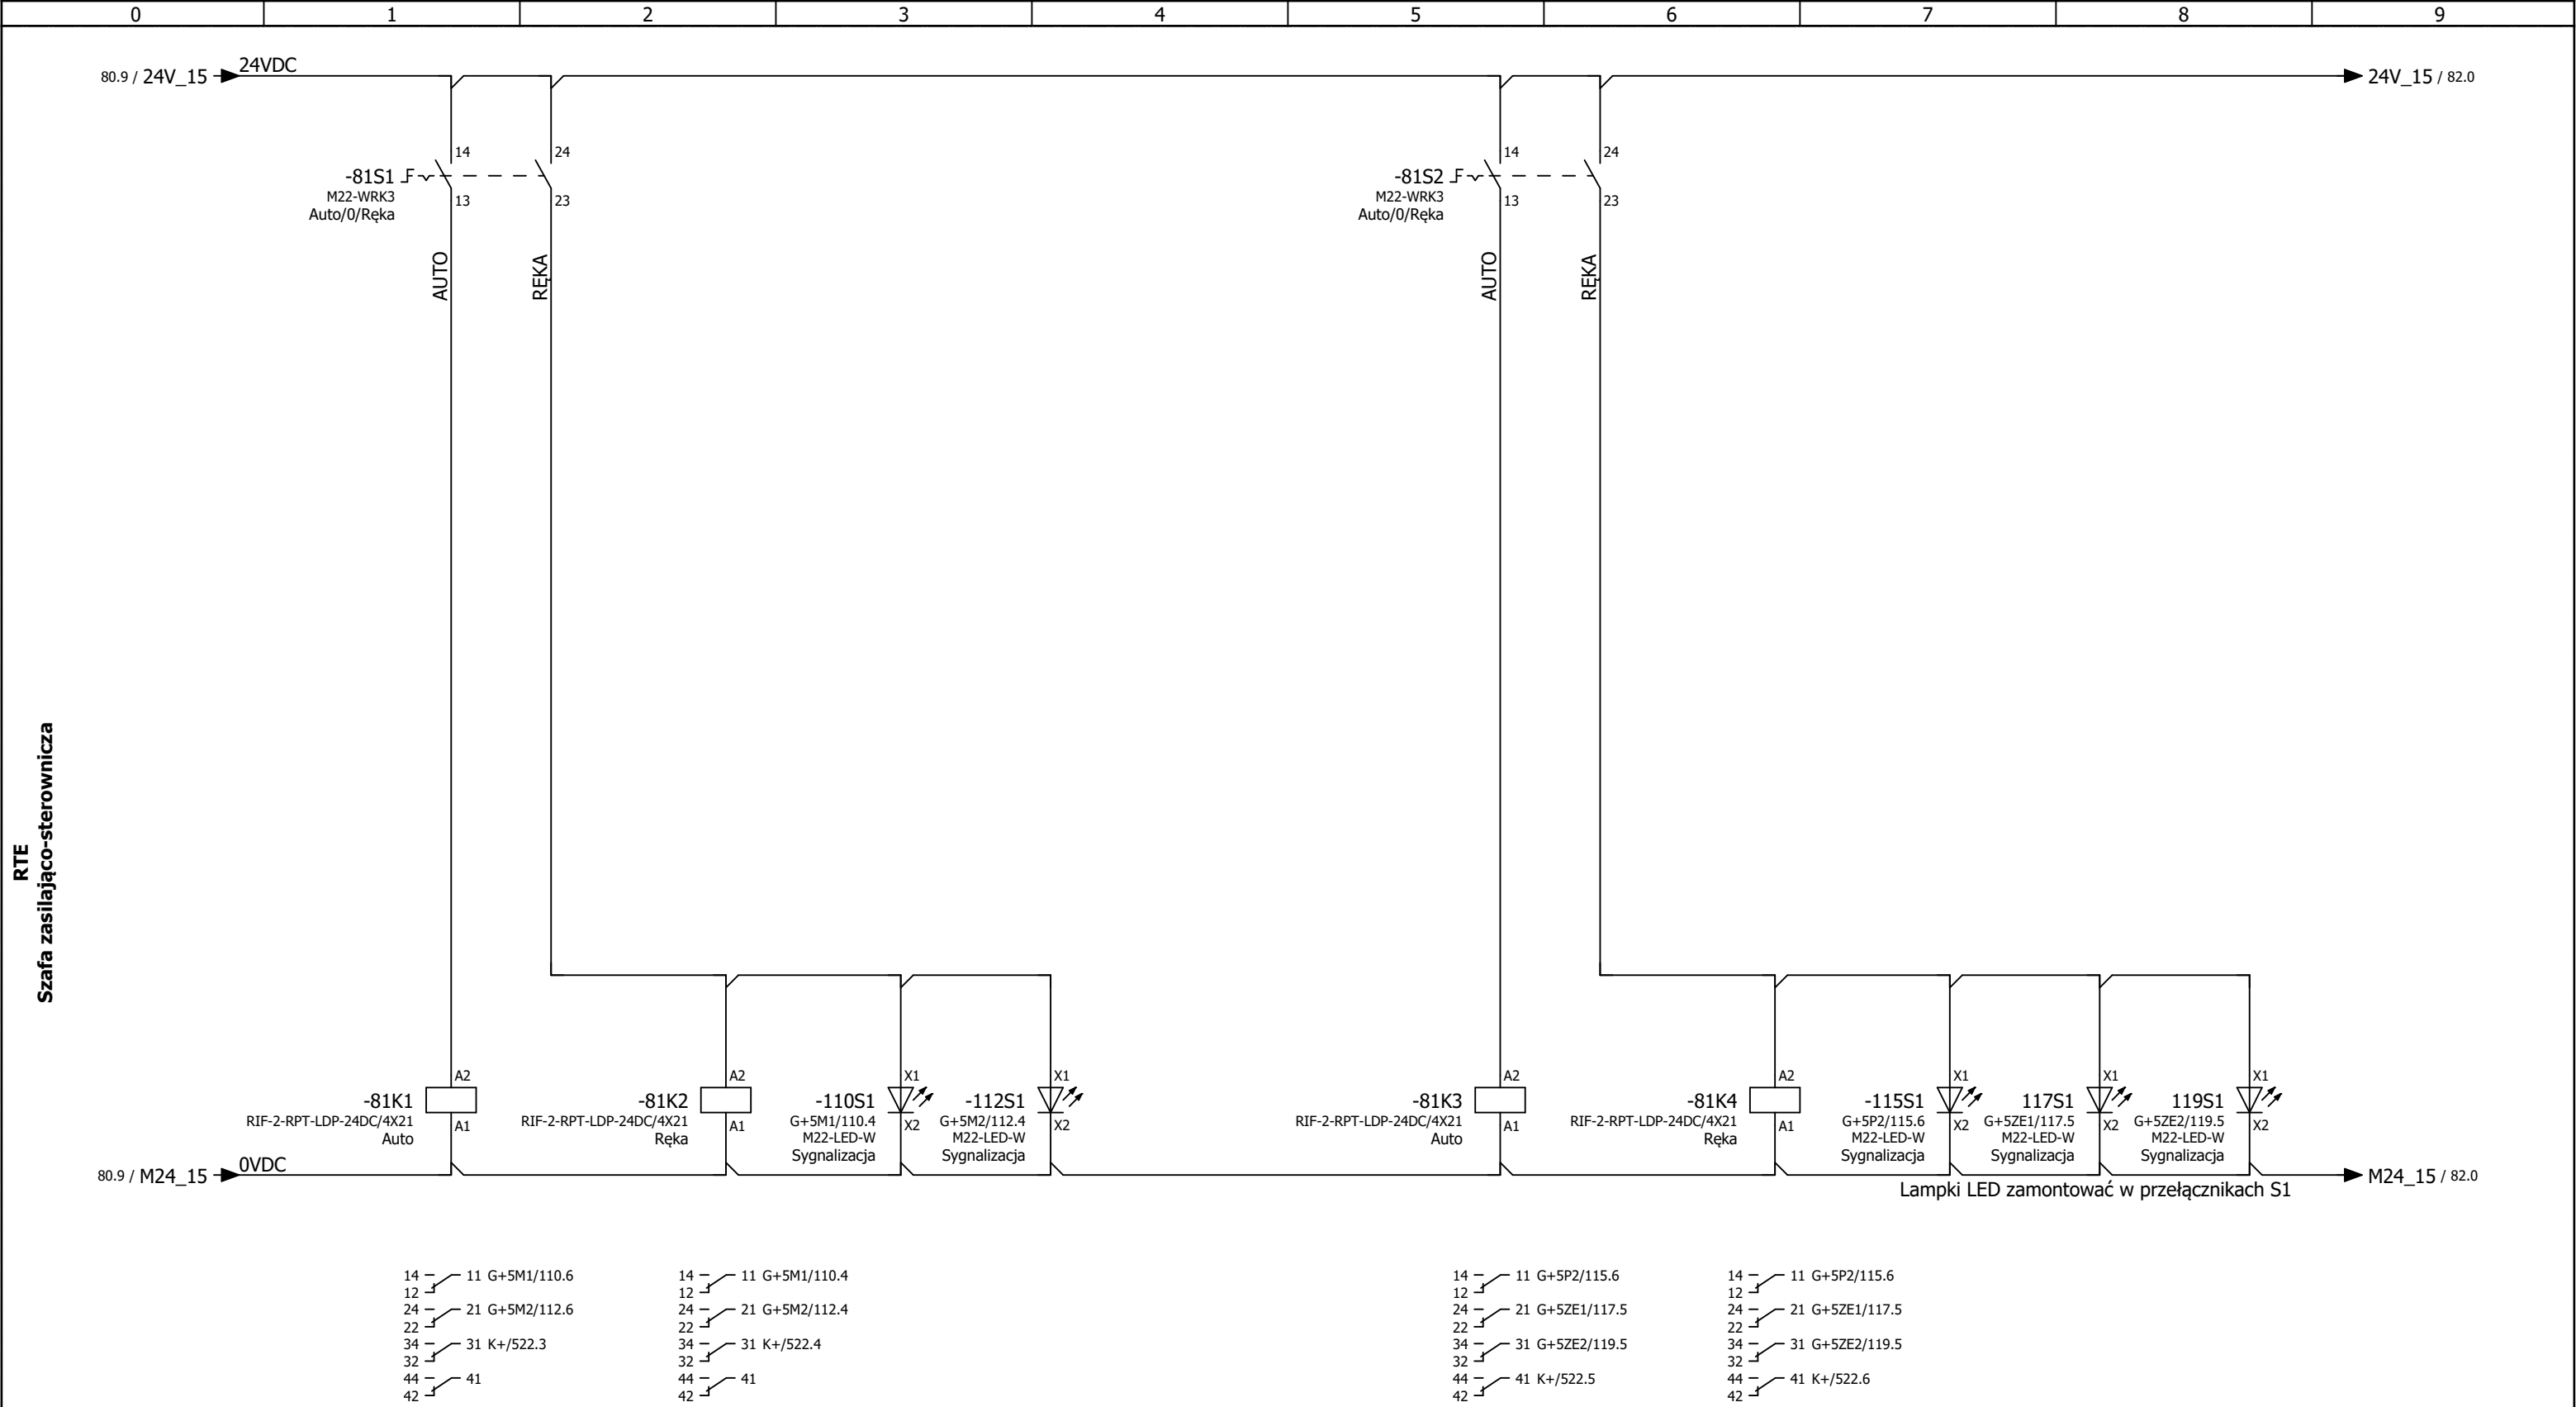 0 1 2 3 4 5 6 7 8 9
80.9 / 24V_15 24VDC 24V_15 / 82.0
14 24 14 24
-81S1 -81S2
M22-WRK3 M22-WRK3
13 23 13 23
Auto/0/Ręka Auto/0/Ręka
AUTO RĘKA AUTO RĘKA
RTE
Szafa zasilająco-sterownicza
A2 A2 X1 X1 A2 A2 X1 X1 X1
-81K1 -81K2 -110S1 -112S1 -81K3 -81K4 -115S1 117S1 119S1
RIF-2-RPT-LDP-24DC/4X21 RIF-2-RPT-LDP-24DC/4X21 G+5M1/110.4 G+5M2/112.4 RIF-2-RPT-LDP-24DC/4X21 RIF-2-RPT-LDP-24DC/4X21 G+5P2/115.6 G+5ZE1/117.5 G+5ZE2/119.5
A1 A1 X2 X2 A1 A1 X2 X2 X2
Auto Ręka M22-LED-W M22-LED-W Auto Ręka M22-LED-W M22-LED-W M22-LED-W
Sygnalizacja Sygnalizacja Sygnalizacja Sygnalizacja Sygnalizacja
80.9 / M24_15 0VDC M24_15 / 82.0
Lampki LED zamontować w przełącznikach S1
14 11 G+5M1/110.6 14 11 G+5M1/110.4 14 11 G+5P2/115.6 14 11 G+5P2/115.6
12 12 12 12
24 21 G+5M2/112.6 24 21 G+5M2/112.4 24 21 G+5ZE1/117.5 24 21 G+5ZE1/117.5
22 22 22 22
34 31 K+/522.3 34 31 K+/522.4 34 31 G+5ZE2/119.5 34 31 G+5ZE2/119.5
32 32 32 32
44 41 44 41 44 41 K+/522.5 44 41 K+/522.6
42 42 42 42